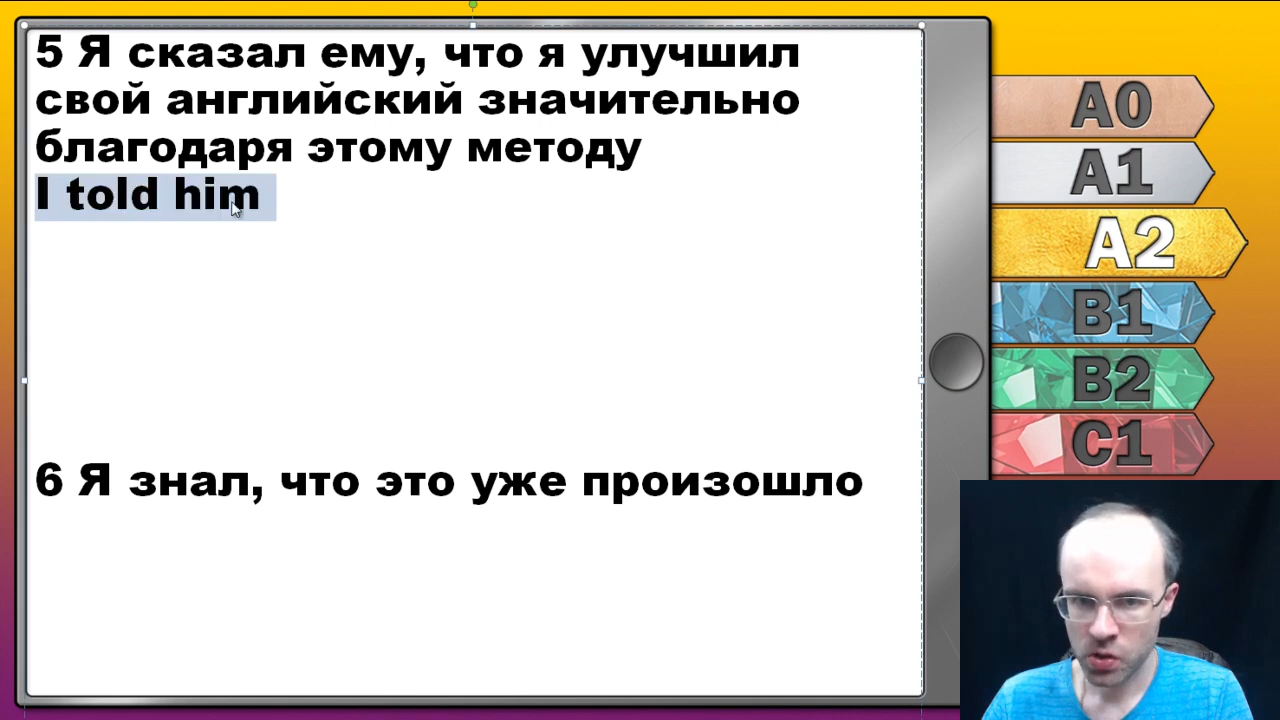 5 Я сказал ему, что я улучшил
свой английский значительно
благодаря этому методу
I told him
6 Я знал, что это уже произошло
A0
A1
A2
B1
B2
C1